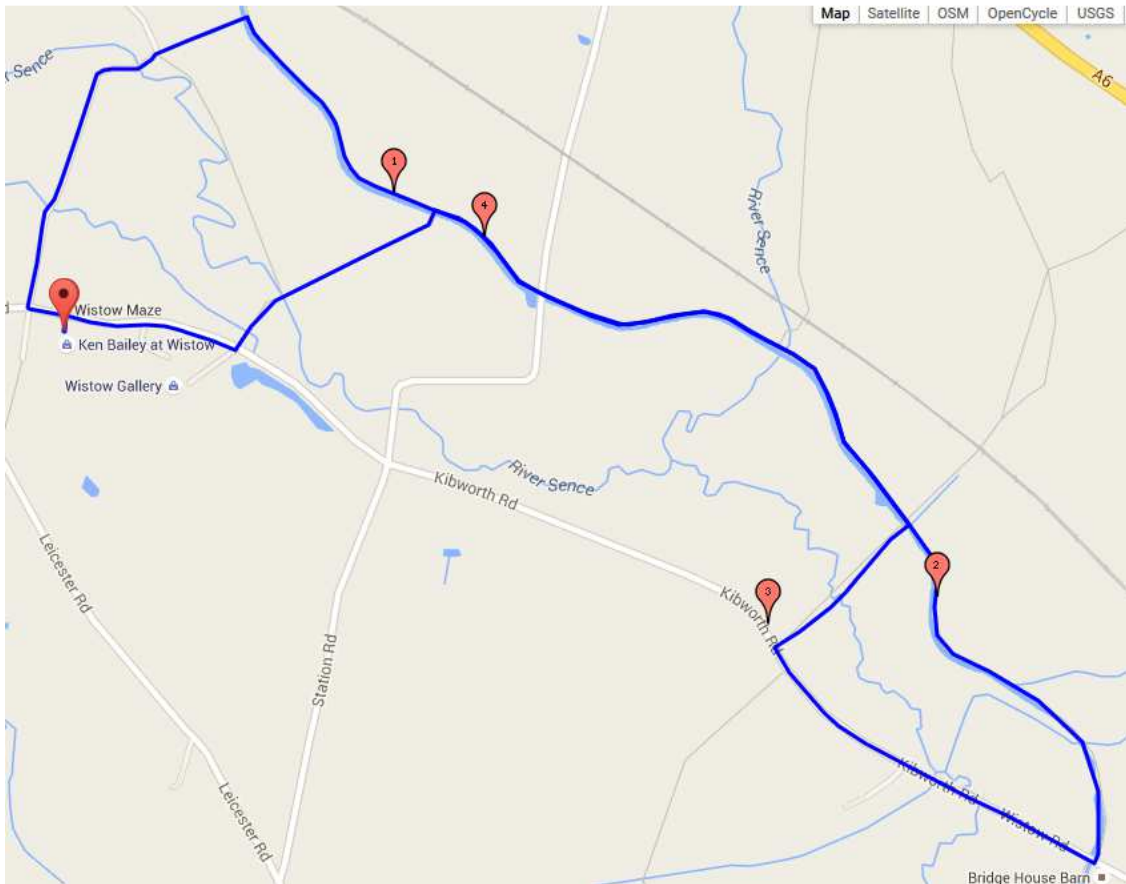 Map Satellite OSM OpenCycle USGS
A6
River Sence
1
4
River Sence
d
Wistow Maze
Ken Bailey at Wistow
Wistow Gallery
River Sence
Kibworth Rd
Leicester Rd
2
3
Kibworth Rd
Station Rd
Kibworth Rd
Wistow Rd
Leicester Rd
Bridge House Barn